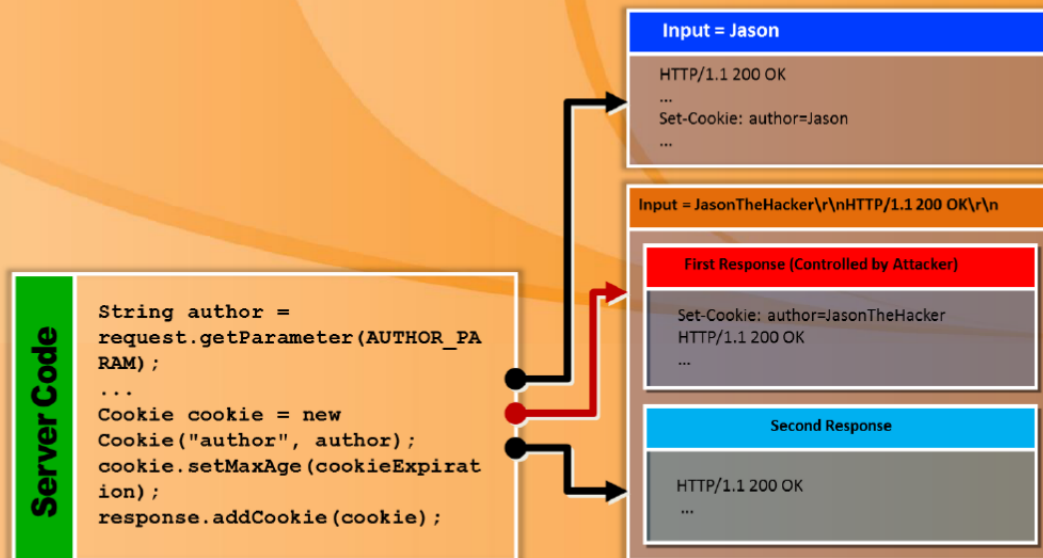 Input = Jason
HTTP/1.1 200 OK
...
Set-Cookie: author=Jason
...
Input = JasonTheHacker\r\nHTTP/1.1 200 OK\r\n
First Response (Controlled by Attacker)
Set-Cookie: author=JasonTheHacker
HTTP/1.1 200 OK
...
Second Response
HTTP/1.1 200 OK
...
Server Code
String author =
request.getParameter(AUTHOR_PA
RAM);
...
Cookie cookie = new
Cookie("author", author);
cookie.setMaxAge(cookieExpirat
ion);
response.addCookie(cookie);